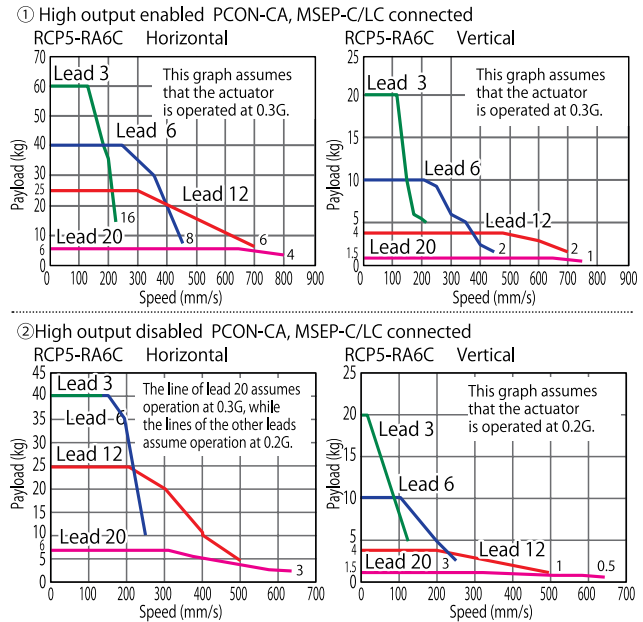 ① High output enabled PCON-CA, MSEP-C/LC connected
RCP5-RA6C Horizontal
Payload (kg)
70
60
50
40
30
25
20
10
6
0
Lead 3
This graph assumes
that the actuator
is operated at 0.3G.
Lead 6
Lead 12
Lead 20
16
8
6
4
0 100 200 300 400 500 600 700 800 900
Speed (mm/s)
RCP5-RA6C Vertical
Payload (kg)
25
20
15
10
5
4
1.5
0
Lead 3
This graph assumes
that the actuator
is operated at 0.3G.
Lead 6
Lead 12
Lead 20
2
2
1
0 100 200 300 400 500 600 700 800 900
Speed (mm/s)
②High output disabled PCON-CA, MSEP-C/LC connected
RCP5-RA6C Horizontal
Payload (kg)
45
40
35
30
25
20
15
10
6
5
0
Lead 3
The line of lead 20 assumes
operation at 0.3G, while
the lines of the other leads
assume operation at 0.2G.
Lead 6
Lead 12
Lead 20
3
0 100 200 300 400 500 600 700
Speed (mm/s)
RCP5-RA6C Vertical
Payload (kg)
25
20
15
10
5
4
1.5
0
This graph assumes
that the actuator
is operated at 0.2G.
Lead 3
Lead 6
Lead 12
Lead 20
3
1
0.5
0 100 200 300 400 500 600 700
Speed (mm/s)